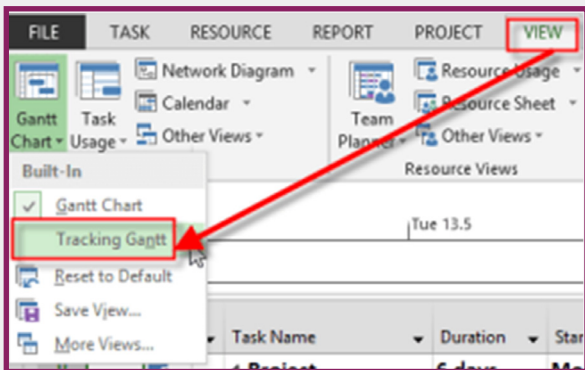 FILE TASK RESOURCE REPORT PROJECT VIEW
Network Diagram Resource Usage
Calendar Resource Sheet
Gantt Chart Task Usage Other Views Team Planner Other Views
Resource Views
Built-In
Gantt Chart
Tracking Gantt
Tue 13.5
Reset to Default
Save View...
Task Name Duration Star
More Views...
Project 6 days